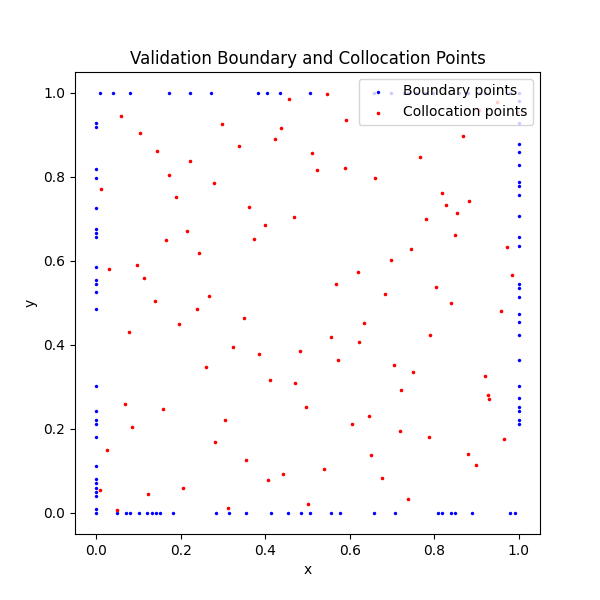 Validation Boundary and Collocation Points
Boundary points
Collocation points
1.0
0.8
0.6
0.4
0.2
0.0
y
0.0 0.2 0.4 0.6 0.8 1.0
x